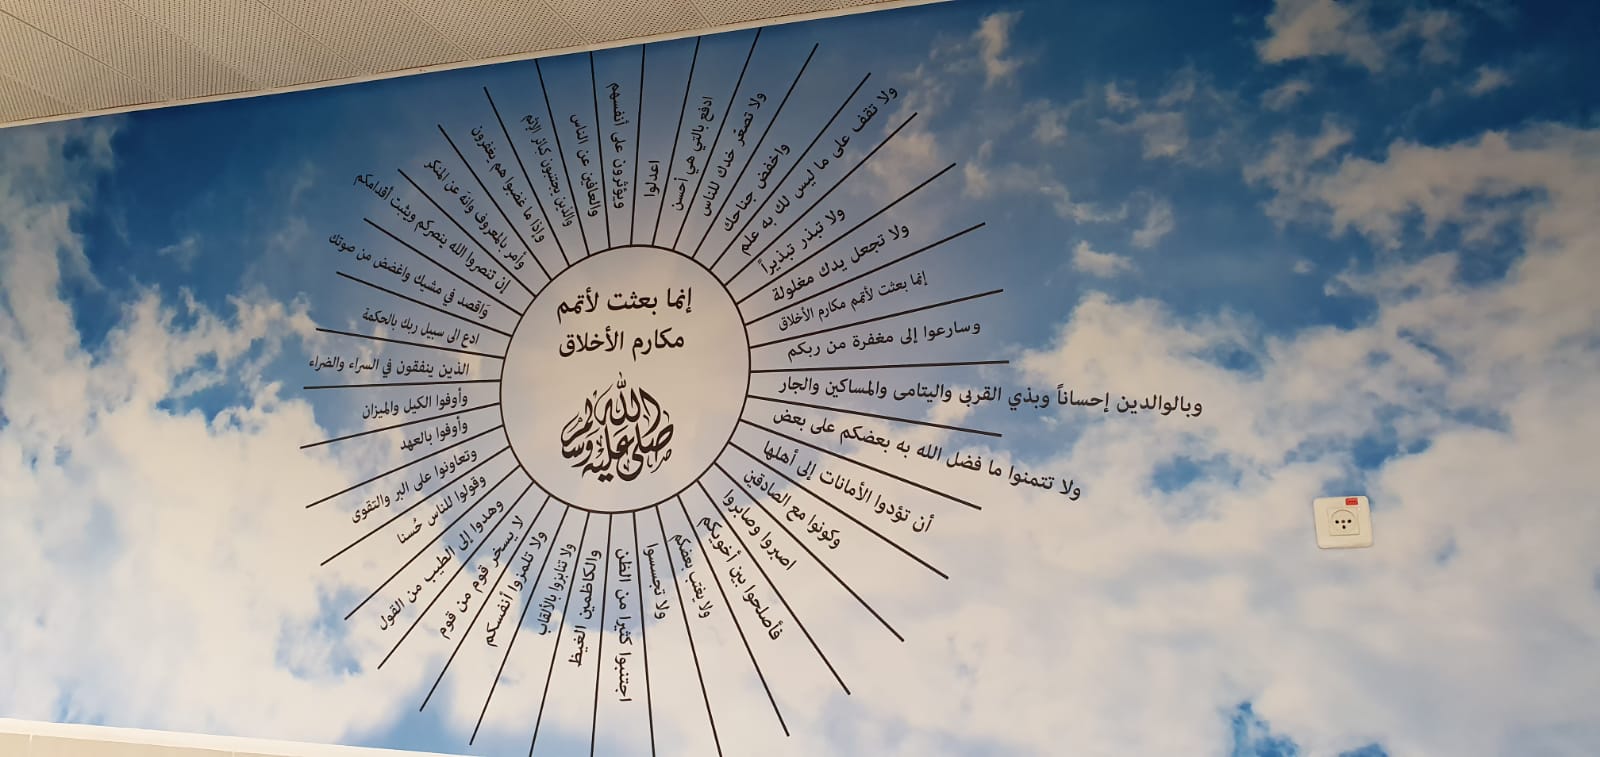 إنما بعثت لأتمم
مكارم الأخلاق
صلى الله عليه وسلم
اعدلوا
ادفع بالتي هي أحسن
ولا تصعّر خدك للناس
واخفض جناحك
ولا تقف على ما ليس لك به علم
ولا تبذر تبذيراً
ولا تجعل يدك مغلولة
إنما بعثت لأتمم مكارم الأخلاق
وسارعوا إلى مغفرة من ربكم
وبالوالدين إحساناً وبذي القربى واليتامى والمساكين والجار
ولا تتمنوا ما فضل الله به بعضكم على بعض
أن تؤدوا الأمانات إلى أهلها
وكونوا مع الصادقين
اصبروا وصابروا
فأصلحوا بين أخويكم
ولا يغتب بعضكم
ولا تجسسوا
اجتنبوا كثيرا من الظن
والكاظمين الغيظ
ولا تنابزوا بالألقاب
ولا تلمزوا أنفسكم
لا يسخر قوم من قوم
وهدوا إلى الطيب من القول
وقولوا للناس حُسنا
وتعاونوا على البر والتقوى
وأوفوا بالعهد
وأوفوا الكيل والميزان
الذين ينفقون في السراء والضراء
ادع الى سبيل ربك بالحكمة
وَاقصد في مشيك واغضض من صوتك
إن تنصروا الله ينصركم ويثبت أقدامكم
وأمر بالمعروف وانهَ عن المنكر
وإذا ما غضبوا هم يغفرون
والذين يجتنبون كبائر الإثم
والعافين عن الناس
ويؤثرون على أنفسهم